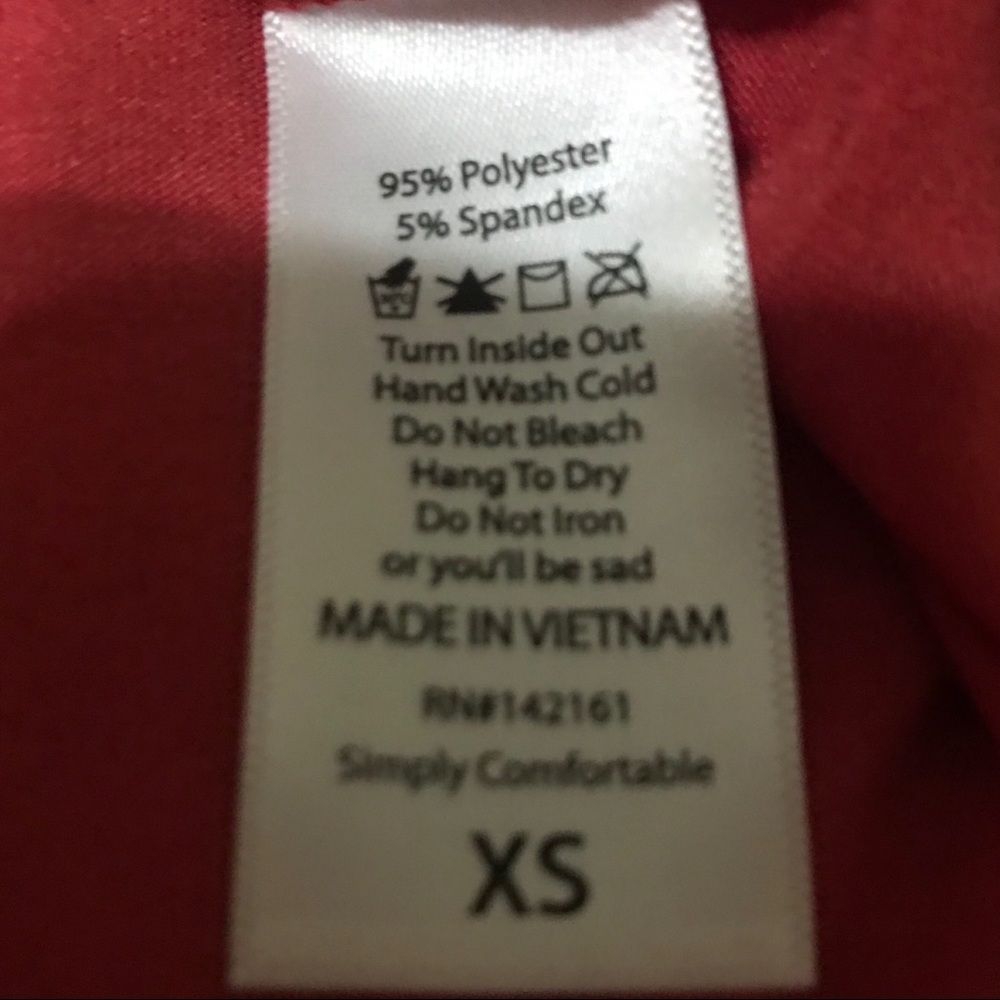 95% Polyester
5% Spandex
Turn Inside Out
Hand Wash Cold
Do Not Bleach
Hang To Dry
Do Not Iron
or you'll be sad
MADE IN VIETNAM
RN#142161
Simply Comfortable
XS